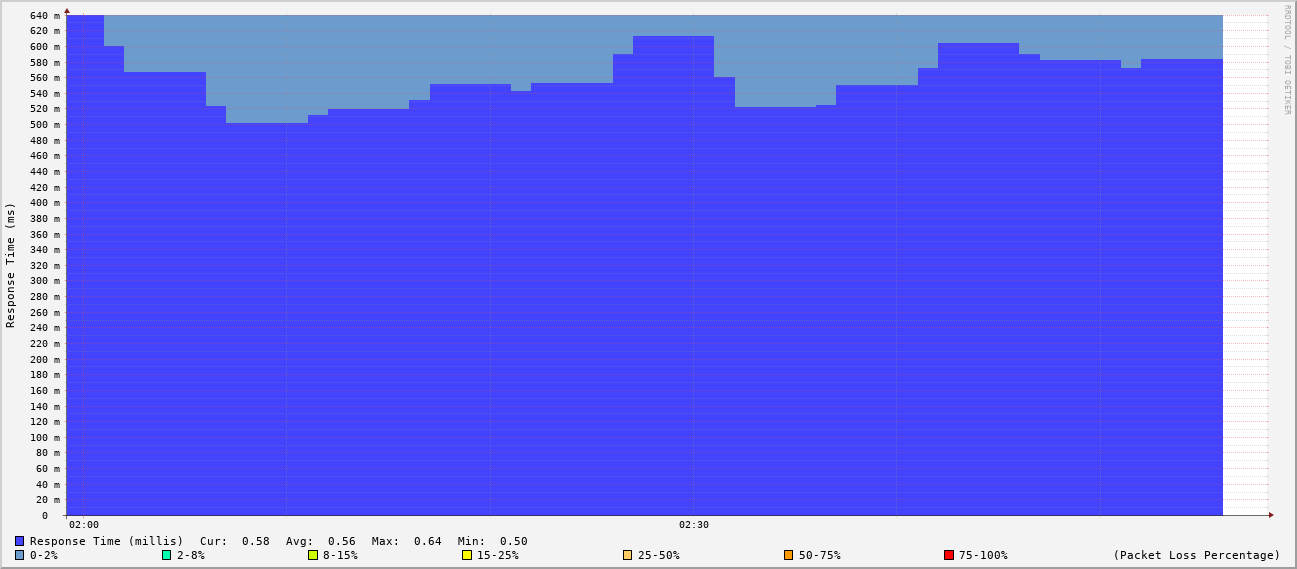 RRDTOOL / TOBI OETIKER
Response Time (ms)
640 m
620 m
600 m
580 m
560 m
540 m
520 m
500 m
480 m
460 m
440 m
420 m
400 m
380 m
360 m
340 m
320 m
300 m
280 m
260 m
240 m
220 m
200 m
180 m
160 m
140 m
120 m
100 m
80 m
60 m
40 m
20 m
0
02:00 02:30
Response Time (millis) Cur: 0.58 Avg: 0.56 Max: 0.64 Min: 0.50
0-2% 2-8% 8-15% 15-25% 25-50% 50-75% 75-100% (Packet Loss Percentage)